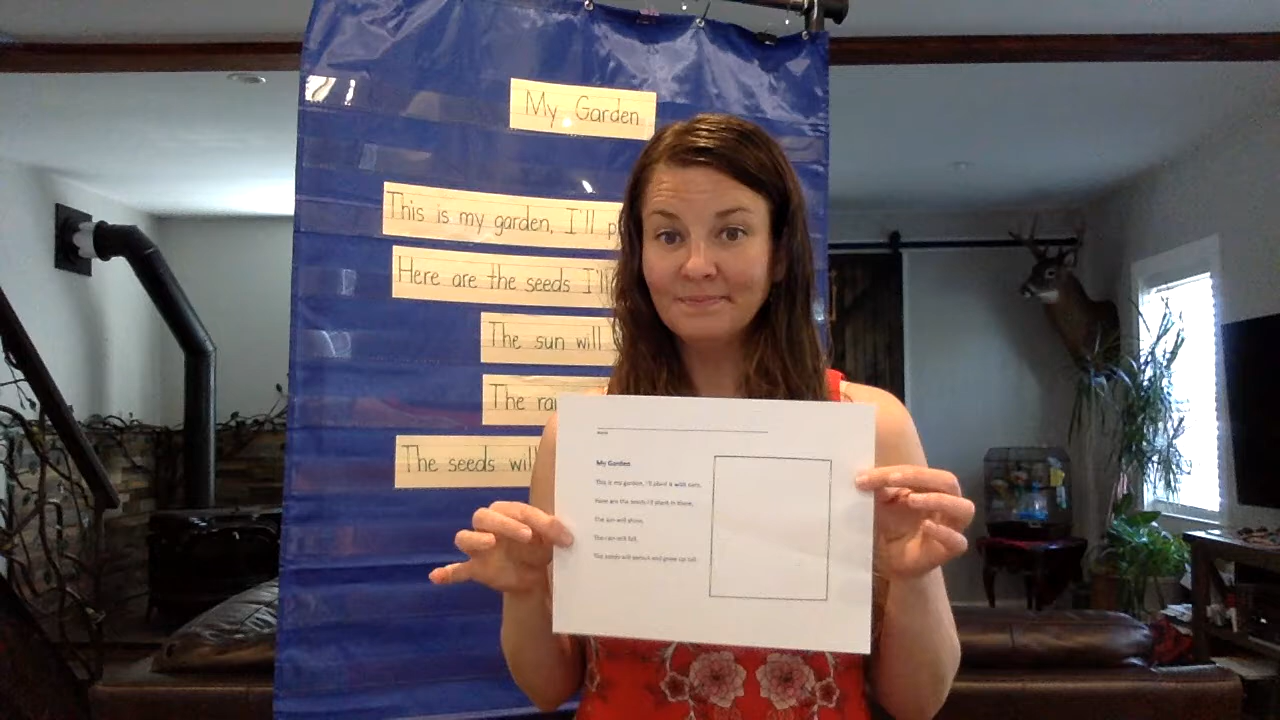 My Garden
This is my garden, I'll
Here are the seeds I'll
The sun will
The
The seeds will
Name
My Garden
This is my garden, I'll plant it with care,
Here are the seeds I'll plant in there,
The sun will shine,
The rain will fall,
The seeds will sprout and grow up tall.